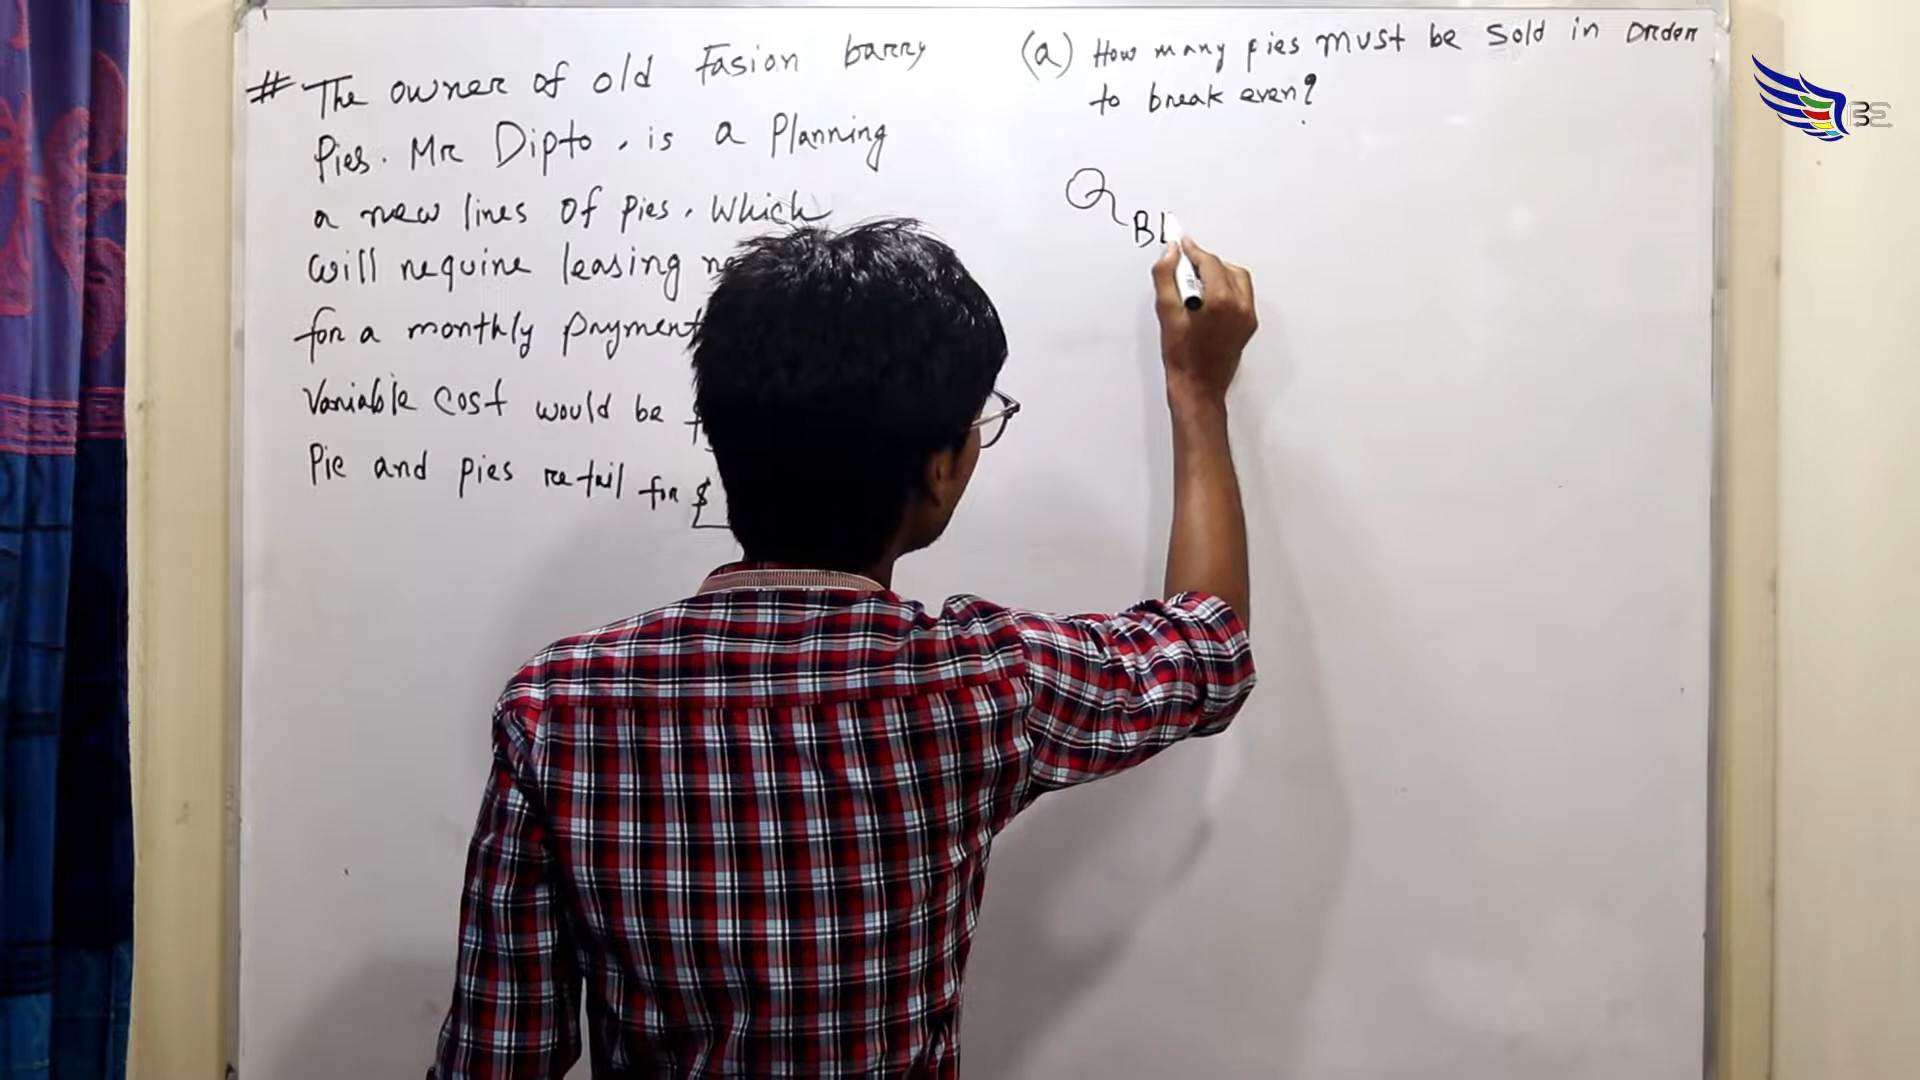 # The owner of old Fasion barry
Pies. Mr Dipto, is a Planning
a new lines of pies. Which
will require leasing
for a monthly payment
Variable cost would be
Pie and pies retail for $
(a) How many pies must be sold in order
to break even?
Q B
BE